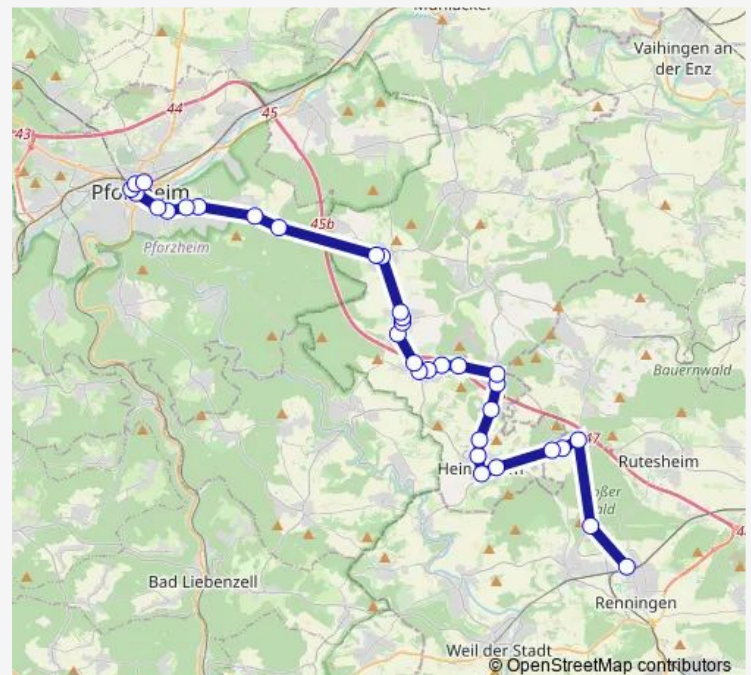 Vaihingen an
der Enz
44
45
43
Pforzheim
45b
Pforzheim
Bauernwald
47
Rutesheim
Bad Liebenzell
Renningen
Weil der Stadt
© OpenStreetMap contributors